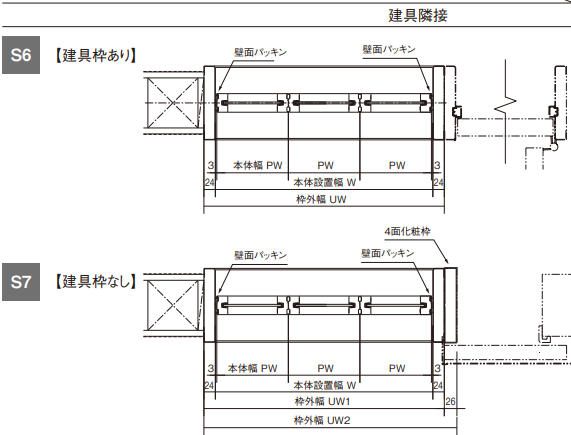 建具隣接
S6 【建具枠あり】
壁面パッキン 壁面パッキン
3 本体幅 PW PW PW 3
24 本体設置幅 W 24
枠外幅 UW
S7 【建具枠なし】
4面化粧枠
壁面パッキン 壁面パッキン
3 本体幅 PW PW PW 3
24 本体設置幅 W 24
枠外幅 UW1 26
枠外幅 UW2